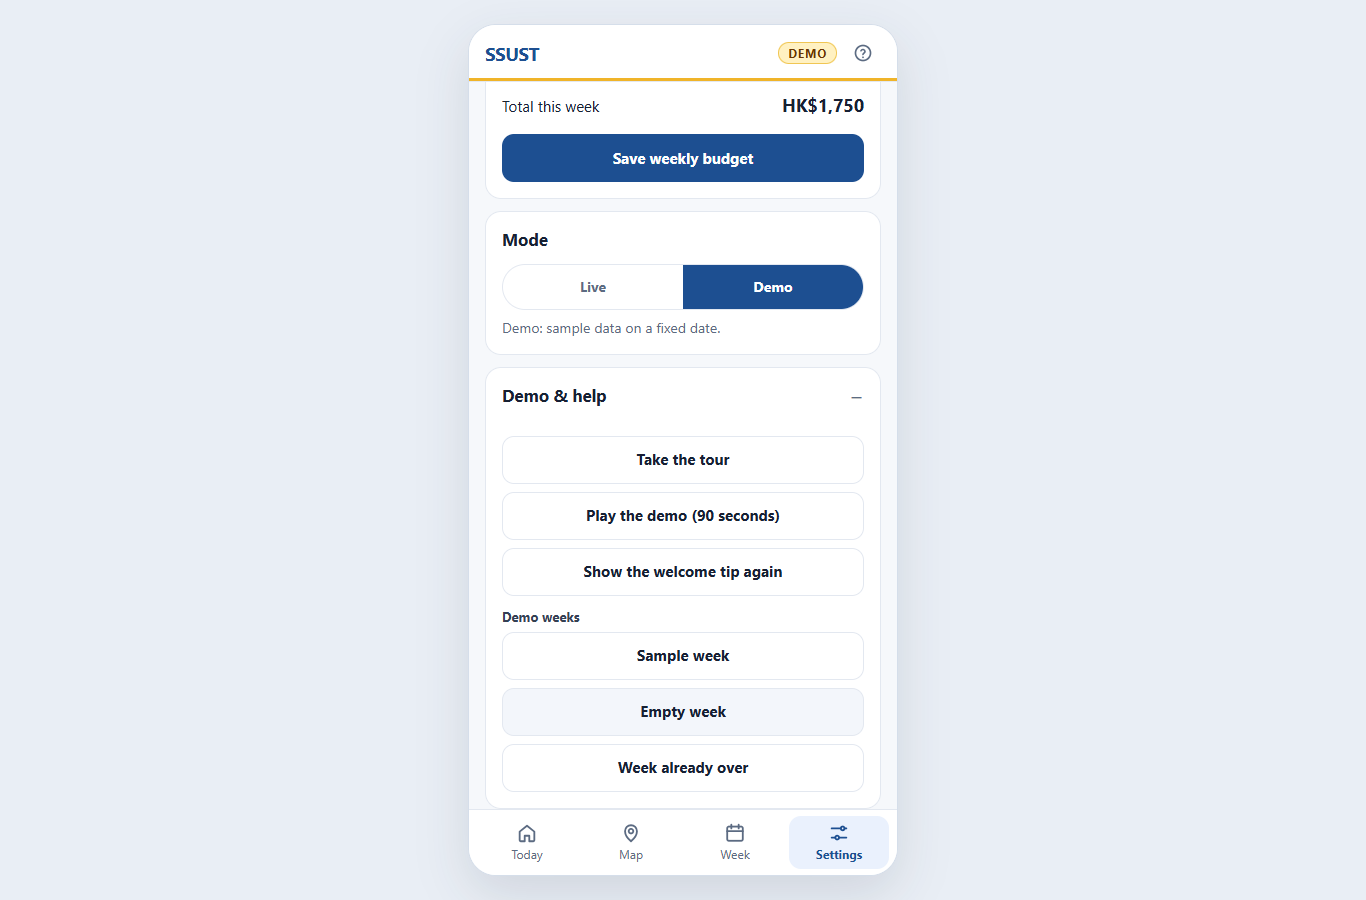 SSUST
DEMO
Total this week
HK$1,750
Save weekly budget
Mode
Live
Demo
Demo: sample data on a fixed date.
Demo & help
Take the tour
Play the demo (90 seconds)
Show the welcome tip again
Demo weeks
Sample week
Empty week
Week already over
Today
Map
Week
Settings